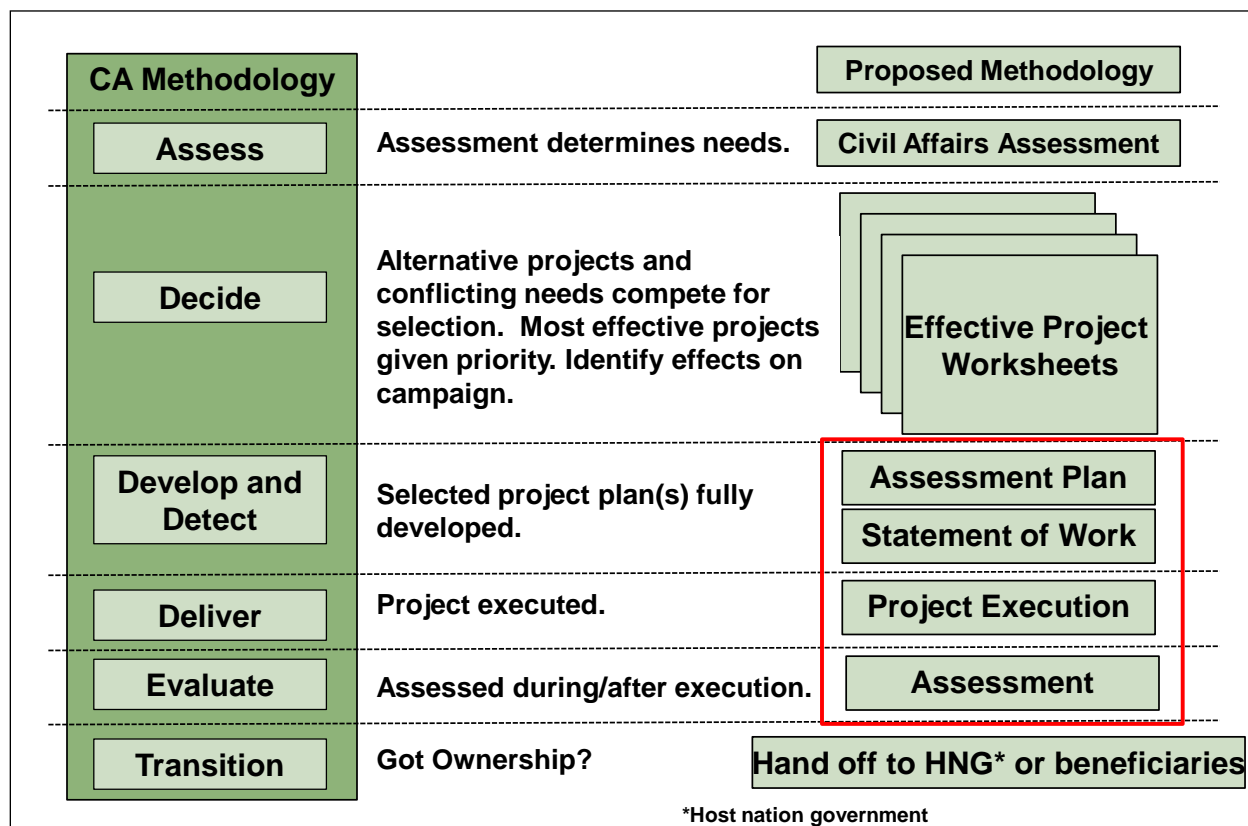 CA Methodology
Proposed Methodology
Assess
Assessment determines needs.
Civil Affairs Assessment
Decide
Alternative projects and
conflicting needs compete for
selection.  Most effective projects
given priority. Identify effects on
campaign.
Effective Project
Worksheets
Develop and
Detect
Selected project plan(s) fully
developed.
Assessment Plan
Statement of Work
Deliver
Project executed.
Project Execution
Evaluate
Assessed during/after execution.
Assessment
Transition
Got Ownership?
Hand off to HNG* or beneficiaries
*Host nation government